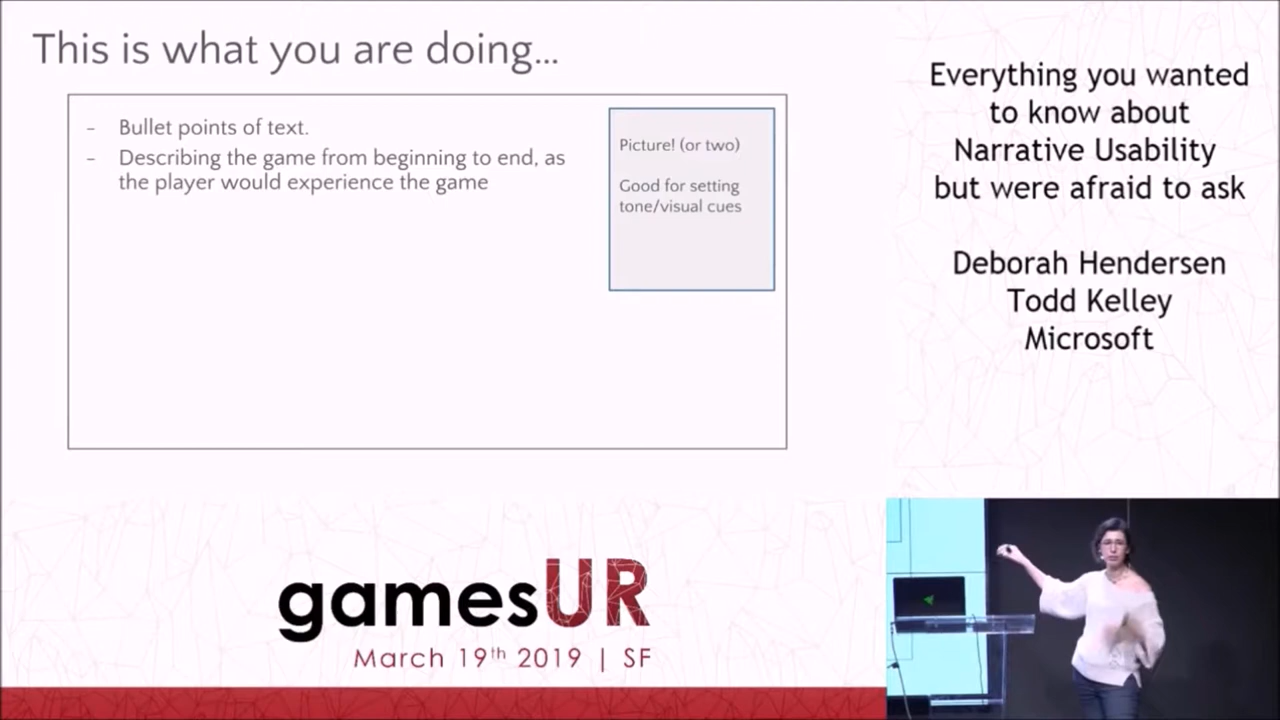 This is what you are doing...
- Bullet points of text.
- Describing the game from beginning to end, as
the player would experience the game
Picture! (or two)
Good for setting
tone/visual cues
Everything you wanted
to know about
Narrative Usability
but were afraid to ask
Deborah Hendersen
Todd Kelley
Microsoft
gamesUR
March 19th 2019 | SF